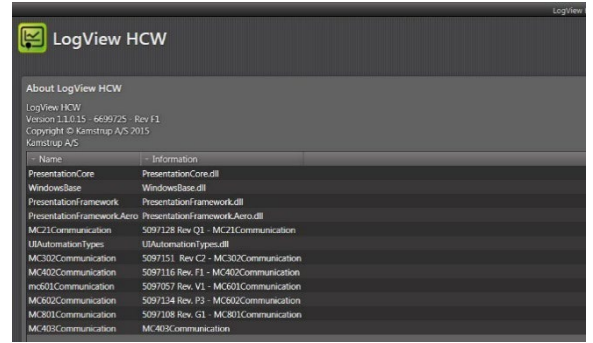 LogView
LogView HCW
About LogView HCW
LogView HCW
Version 1.1.0.15 - 6699725 - Rev F1
Copyright © Kamstrup A/S 2015
Kamstrup A/S
Name Information
PresentationCore PresentationCore.dll
WindowsBase WindowsBase.dll
PresentationFramework PresentationFramework.dll
PresentationFramework.Aero PresentationFramework.Aero.dll
MC21Communication 5097128 Rev Q1 - MC21Communication
UIAutomationTypes UIAutomationTypes.dll
MC302Communication 5097151 Rev C2 - MC302Communication
MC402Communication 5097116 Rev. F1 - MC402Communication
mc601Communication 5097057 Rev. V1 - MC601Communication
MC602Communication 5097134 Rev. P3 - MC602Communication
MC801Communication 5097108 Rev. G1 - MC801Communication
MC403Communication MC403Communication